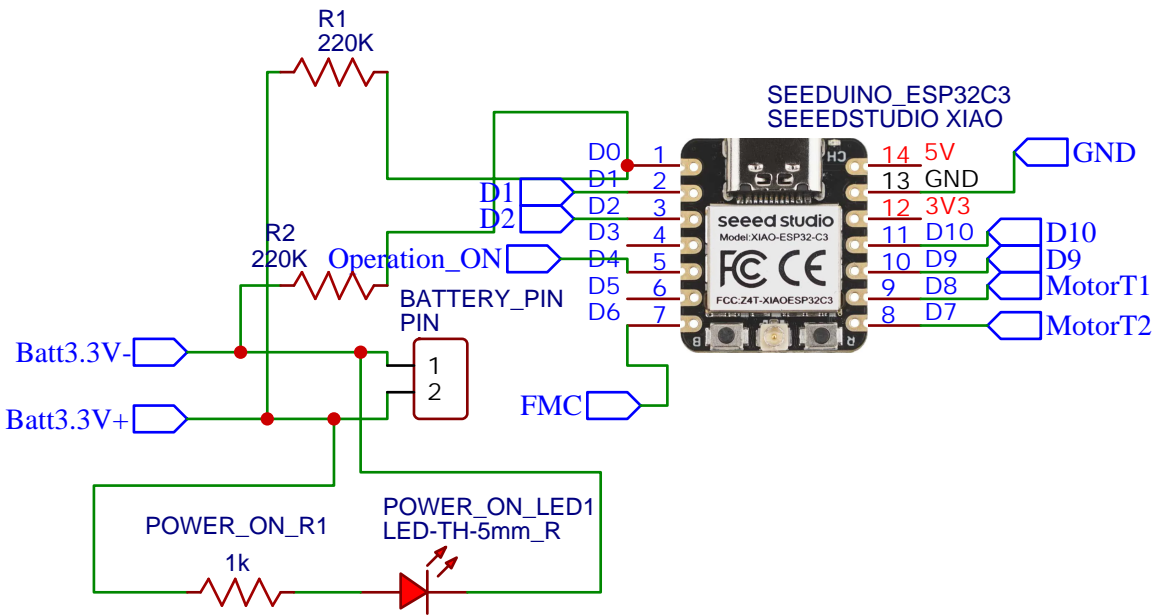 R1
220K
SEEDUINO_ESP32C3
SEEEDSTUDIO XIAO
D0
1
14
5V
GND
D1
D1
2
13
GND
D2
D2
3
12
3V3
D3
4
11
D10
D10
R2
220K
Operation_ON
D4
5
10
D9
D9
D5
6
9
D8
MotorT1
D6
7
8
D7
MotorT2
CH
seeed studio
Model:XIAO-ESP32-C3
FCC CE
FCC:Z4T-XIAOESP32C3
B
R
BATTERY_PIN
PIN
1
2
Batt3.3V-
Batt3.3V+
FMC
POWER_ON_R1
1k
POWER_ON_LED1
LED-TH-5mm_R